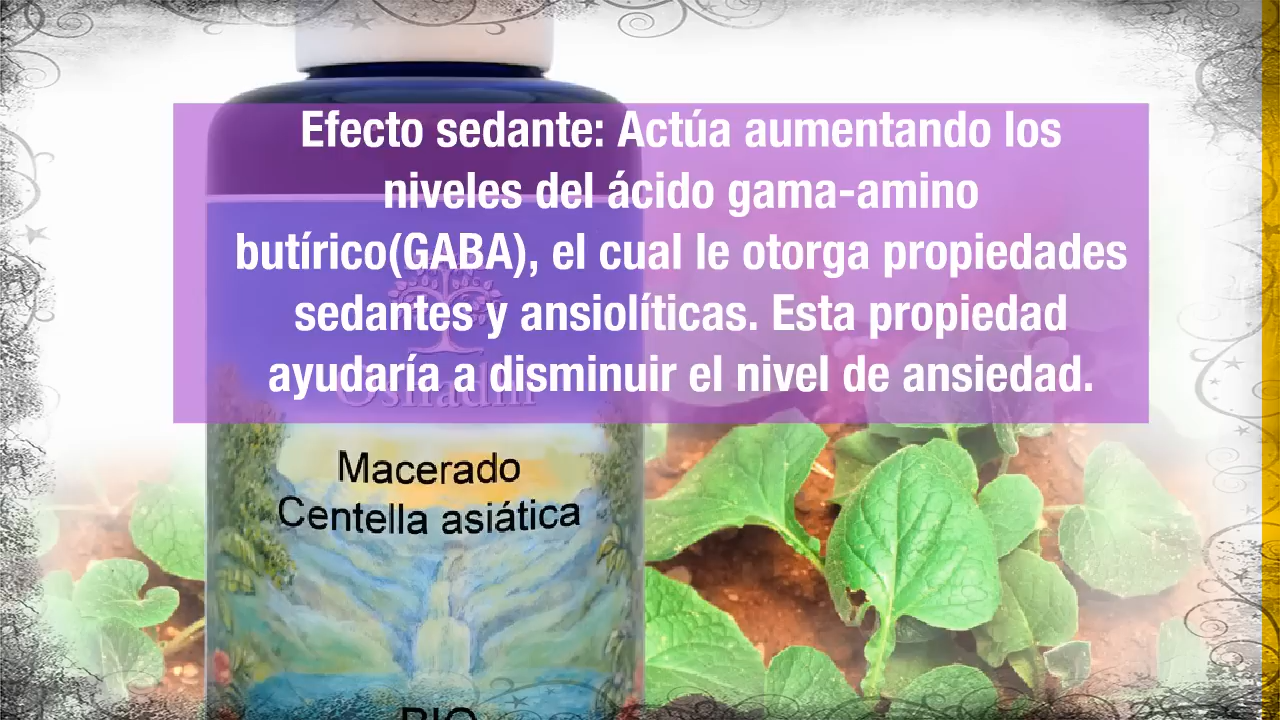 Efecto sedante: Actúa aumentando los
niveles del ácido gama-amino
butírico(GABA), el cual le otorga propiedades
sedantes y ansiolíticas. Esta propiedad
ayudaría a disminuir el nivel de ansiedad.
Macerado
Centella asiática
BIO